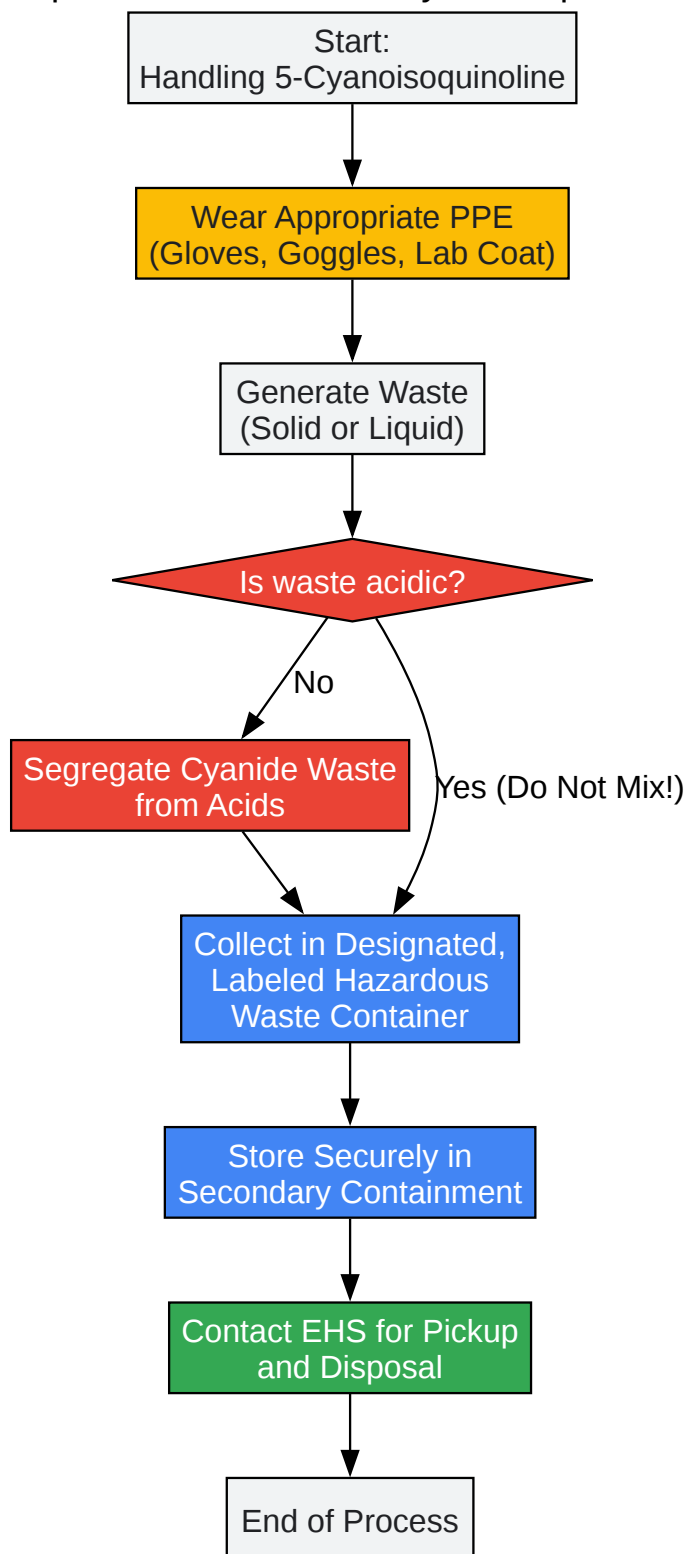 Start:
Handling 5-Cyanoisoquinoline
Wear Appropriate PPE
(Gloves, Goggles, Lab Coat)
Generate Waste
(Solid or Liquid)
Is waste acidic?
No
Segregate Cyanide Waste
from Acids
Yes (Do Not Mix!)
Collect in Designated,
Labeled Hazardous
Waste Container
Store Securely in
Secondary Containment
Contact EHS for Pickup
and Disposal
End of Process